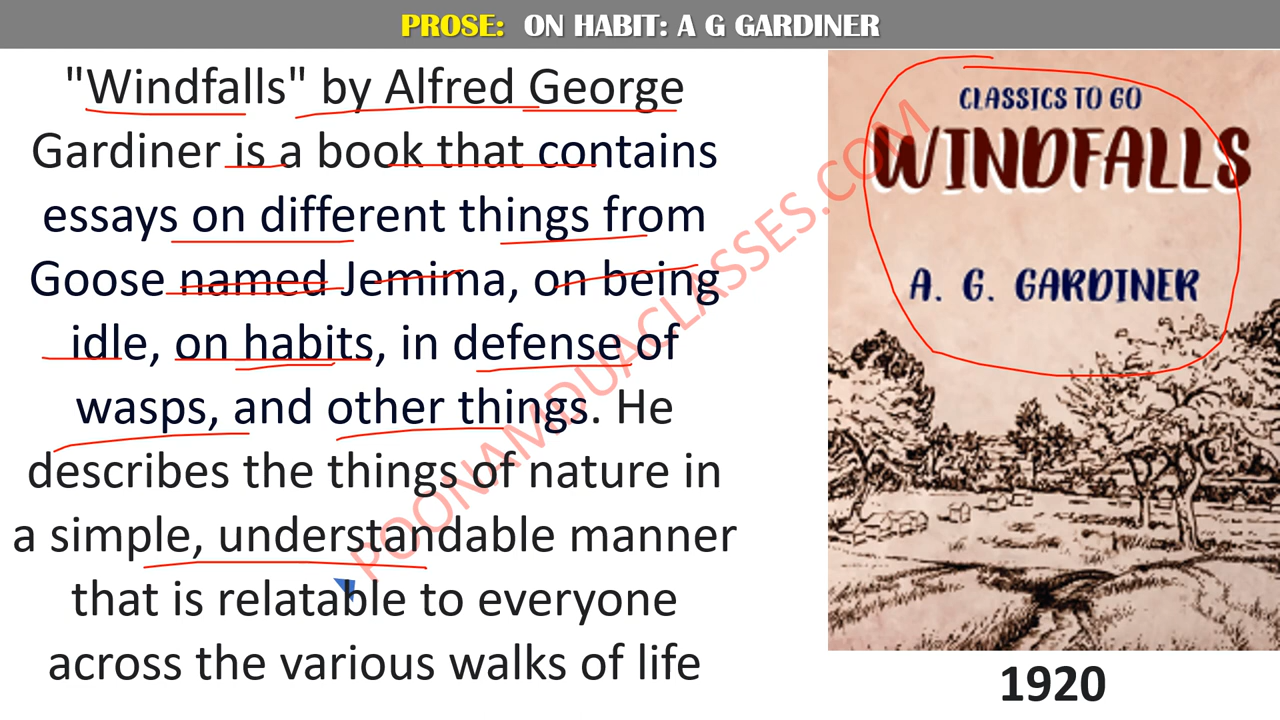 PROSE: ON HABIT: A G GARDINER
"Windfalls" by Alfred George
Gardiner is a book that contains
essays on different things from
Goose named Jemima, on being
idle, on habits, in defense of
wasps, and other things. He
describes the things of nature in
a simple, understandable manner
that is relatable to everyone
across the various walks of life
CLASSICS TO GO
WINDFALLS
A. G. GARDINER
1920
POONAMDUACLASSES.COM